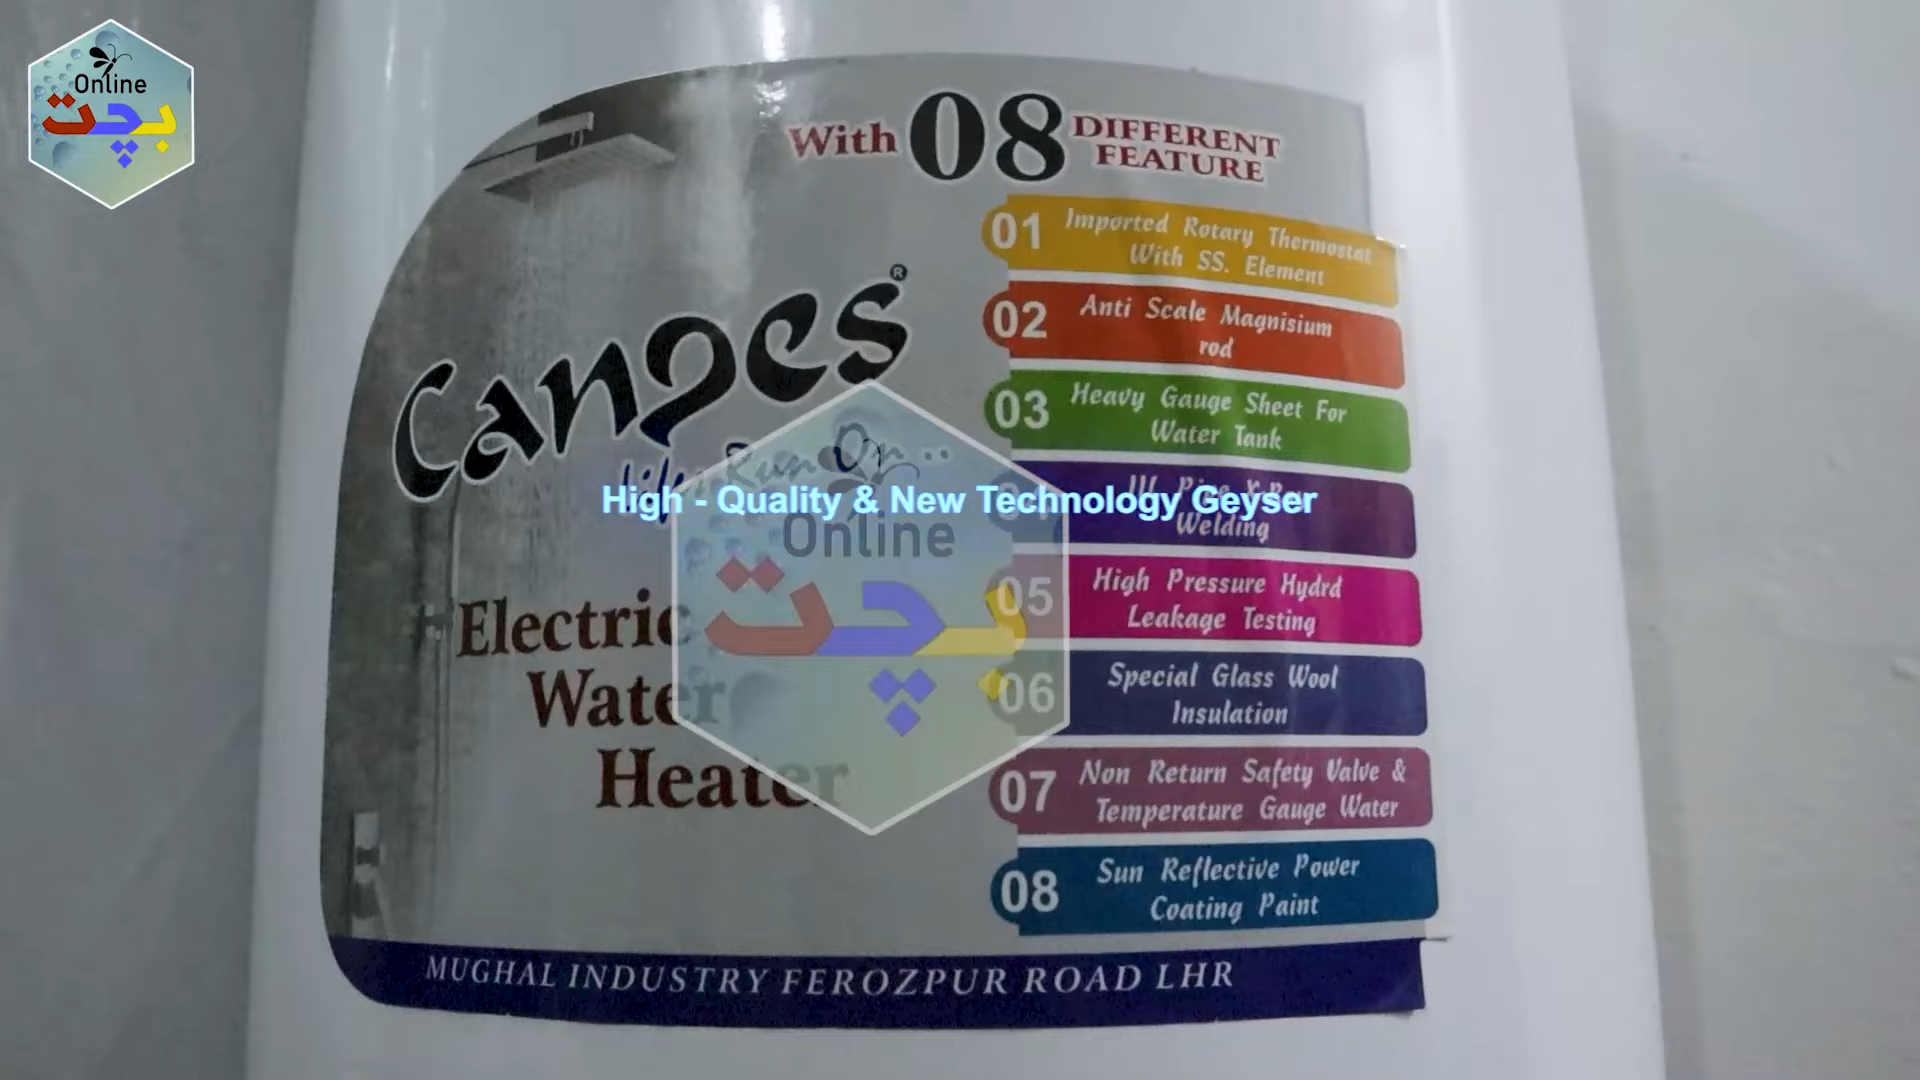 Online
بچت
With 08 DIFFERENT
FEATURE
01 Imported Rotary Thermostat
With SS. Element
02 Anti Scale Magnisium
rod
03 Heavy Gauge Sheet For
Water Tank
Welding
05 High Pressure Hydrd
Leakage Testing
06 Special Glass Wool
Insulation
07 Non Return Safety Valve &
Temperature Gauge Water
08 Sun Reflective Power
Coating Paint
Canoes ®
Run On ..
High - Quality & New Technology Geyser
Online
بچت
Electric
Water
Heater
MUGHAL INDUSTRY FEROZPUR ROAD LHR